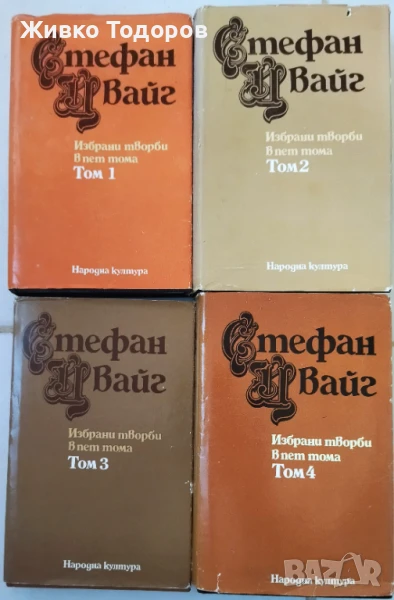 Живко Тодоров
Стефан
Цвайг
Избрани творби
в пет тома
Том 1
Народна култура
Стефан
Цвайг
Избрани творби
в пет тома
Том 2
Народна култура
Стефан
Цвайг
Избрани творби
в пет тома
Том 3
Народна култура
Стефан
Цвайг
Избрани творби
в пет тома
Том 4
Народна култура
BAZAR